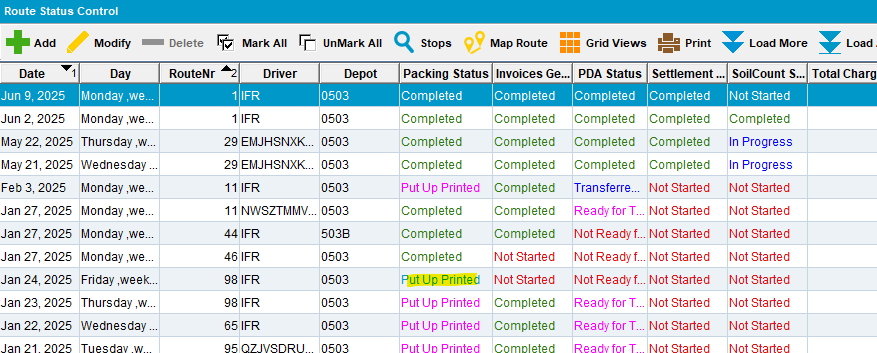 Route Status Control
Add Modify Delete Mark All UnMark All Stops Map Route Grid Views Print Load More Load
Date 1 Day RouteNr 2 Driver Depot Packing Status Invoices Ge... PDA Status Settlement ... SoilCount S... Total Charg
Jun 9, 2025 Monday ,we... 1 IFR 0503 Completed Completed Completed Completed Not Started
Jun 2, 2025 Monday ,we... 1 IFR 0503 Completed Completed Completed Completed Completed
May 22, 2025 Thursday ,w... 29 EMJHSNXK... 0503 Completed Completed Completed Completed In Progress
May 21, 2025 Wednesday ... 29 EMJHSNXK... 0503 Completed Completed Completed Completed In Progress
Feb 3, 2025 Monday ,we... 11 IFR 0503 Put Up Printed Completed Transferre... Not Started Not Started
Jan 27, 2025 Monday ,we... 11 NWSZTMMV... 0503 Completed Completed Ready for T... Not Started Not Started
Jan 27, 2025 Monday ,we... 44 IFR 503B Completed Completed Not Ready f... Not Started Not Started
Jan 27, 2025 Monday ,we... 46 IFR 0503 Completed Not Started Not Ready f... Not Started Not Started
Jan 24, 2025 Friday ,week... 98 IFR 0503 Put Up Printed Not Started Not Ready f... Not Started Not Started
Jan 23, 2025 Thursday ,w... 98 IFR 0503 Put Up Printed Completed Ready for T... Not Started Not Started
Jan 22, 2025 Wednesday ... 65 IFR 0503 Put Up Printed Completed Ready for T... Not Started Not Started
Jan 21, 2025 Tuesday ,w... 95 QZJVSDRU... 0503 Put Up Printed Completed Ready for T... Not Started Not Started